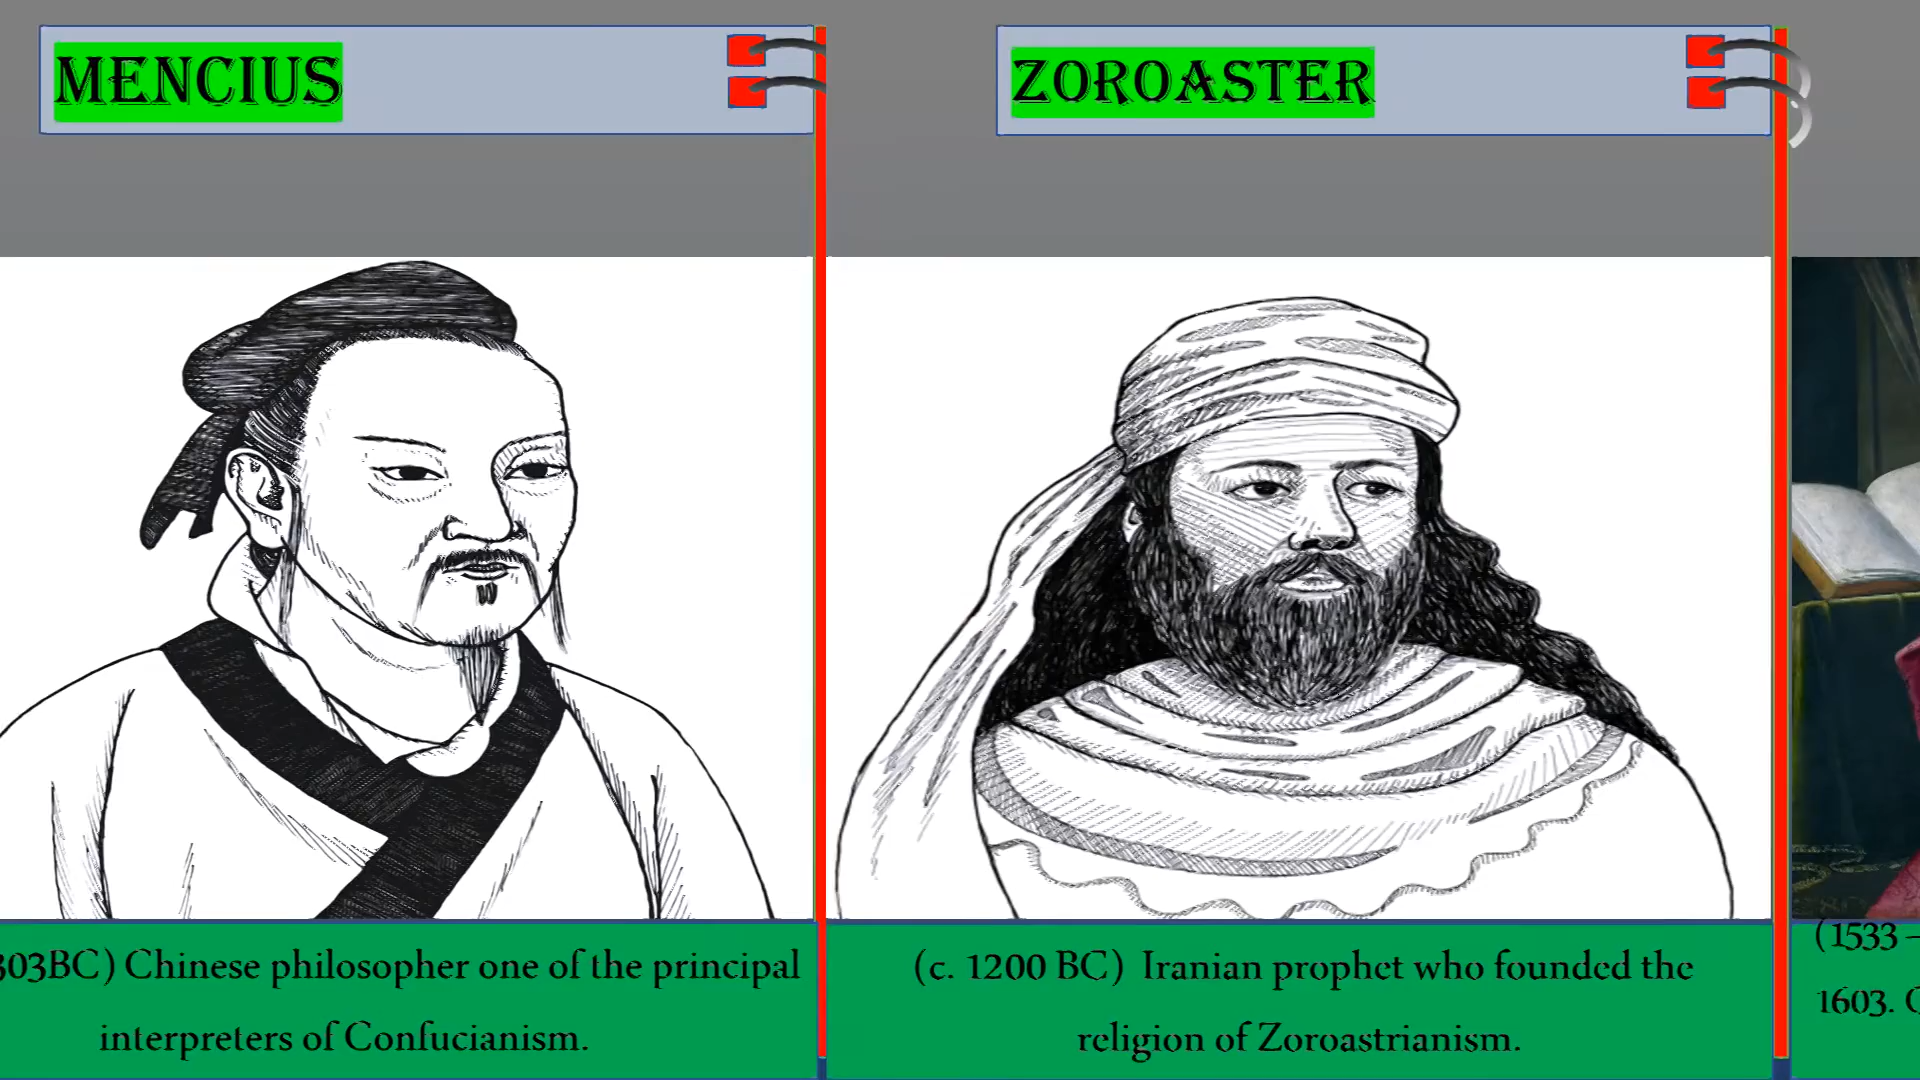 MENCIUS
303BC) Chinese philosopher one of the principal
interpreters of Confucianism.
ZOROASTER
(c. 1200 BC) Iranian prophet who founded the
religion of Zoroastrianism.
(1533 –
1603.